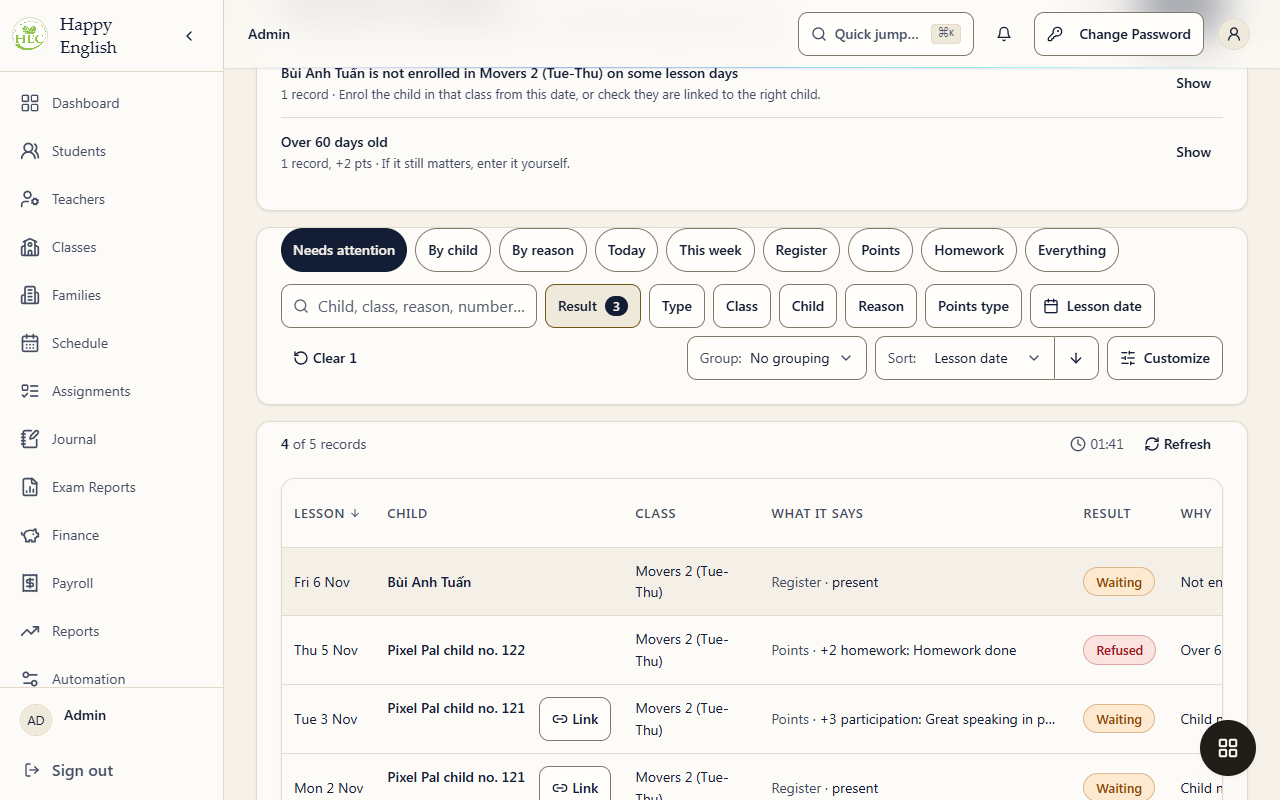 HEC
Happy
English
Admin
Quick jump...
⌘K
Change Password
Dashboard
Students
Teachers
Classes
Families
Schedule
Assignments
Journal
Exam Reports
Finance
Payroll
Reports
Automation
AD
Admin
Sign out
Bùi Anh Tuấn is not enrolled in Movers 2 (Tue-Thu) on some lesson days
1 record · Enrol the child in that class from this date, or check they are linked to the right child.
Show
Over 60 days old
1 record, +2 pts · If it still matters, enter it yourself.
Show
Needs attention
By child
By reason
Today
This week
Register
Points
Homework
Everything
Child, class, reason, number...
Result 3
Type
Class
Child
Reason
Points type
Lesson date
Clear 1
Group: No grouping
Sort: Lesson date
Customize
4 of 5 records
01:41
Refresh
LESSON
CHILD
CLASS
WHAT IT SAYS
RESULT
WHY
Fri 6 Nov
Bùi Anh Tuấn
Movers 2 (Tue-
Thu)
Register · present
Waiting
Not en
Thu 5 Nov
Pixel Pal child no. 122
Movers 2 (Tue-
Thu)
Points · +2 homework: Homework done
Refused
Over 6
Tue 3 Nov
Pixel Pal child no. 121
Link
Movers 2 (Tue-
Thu)
Points · +3 participation: Great speaking in p...
Waiting
Child
Mon 2 Nov
Pixel Pal child no. 121
Link
Movers 2 (Tue-
Thu)
Register · present
Waiting
Child